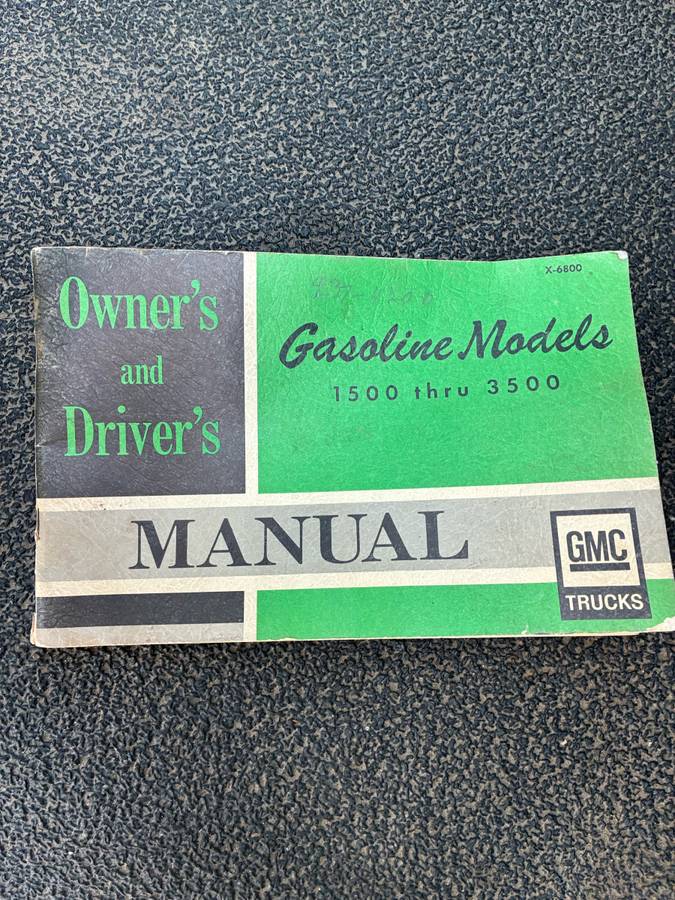 Owner's
and
Driver's
X-6800
Gasoline Models
1500 thru 3500
MANUAL
GMC
TRUCKS